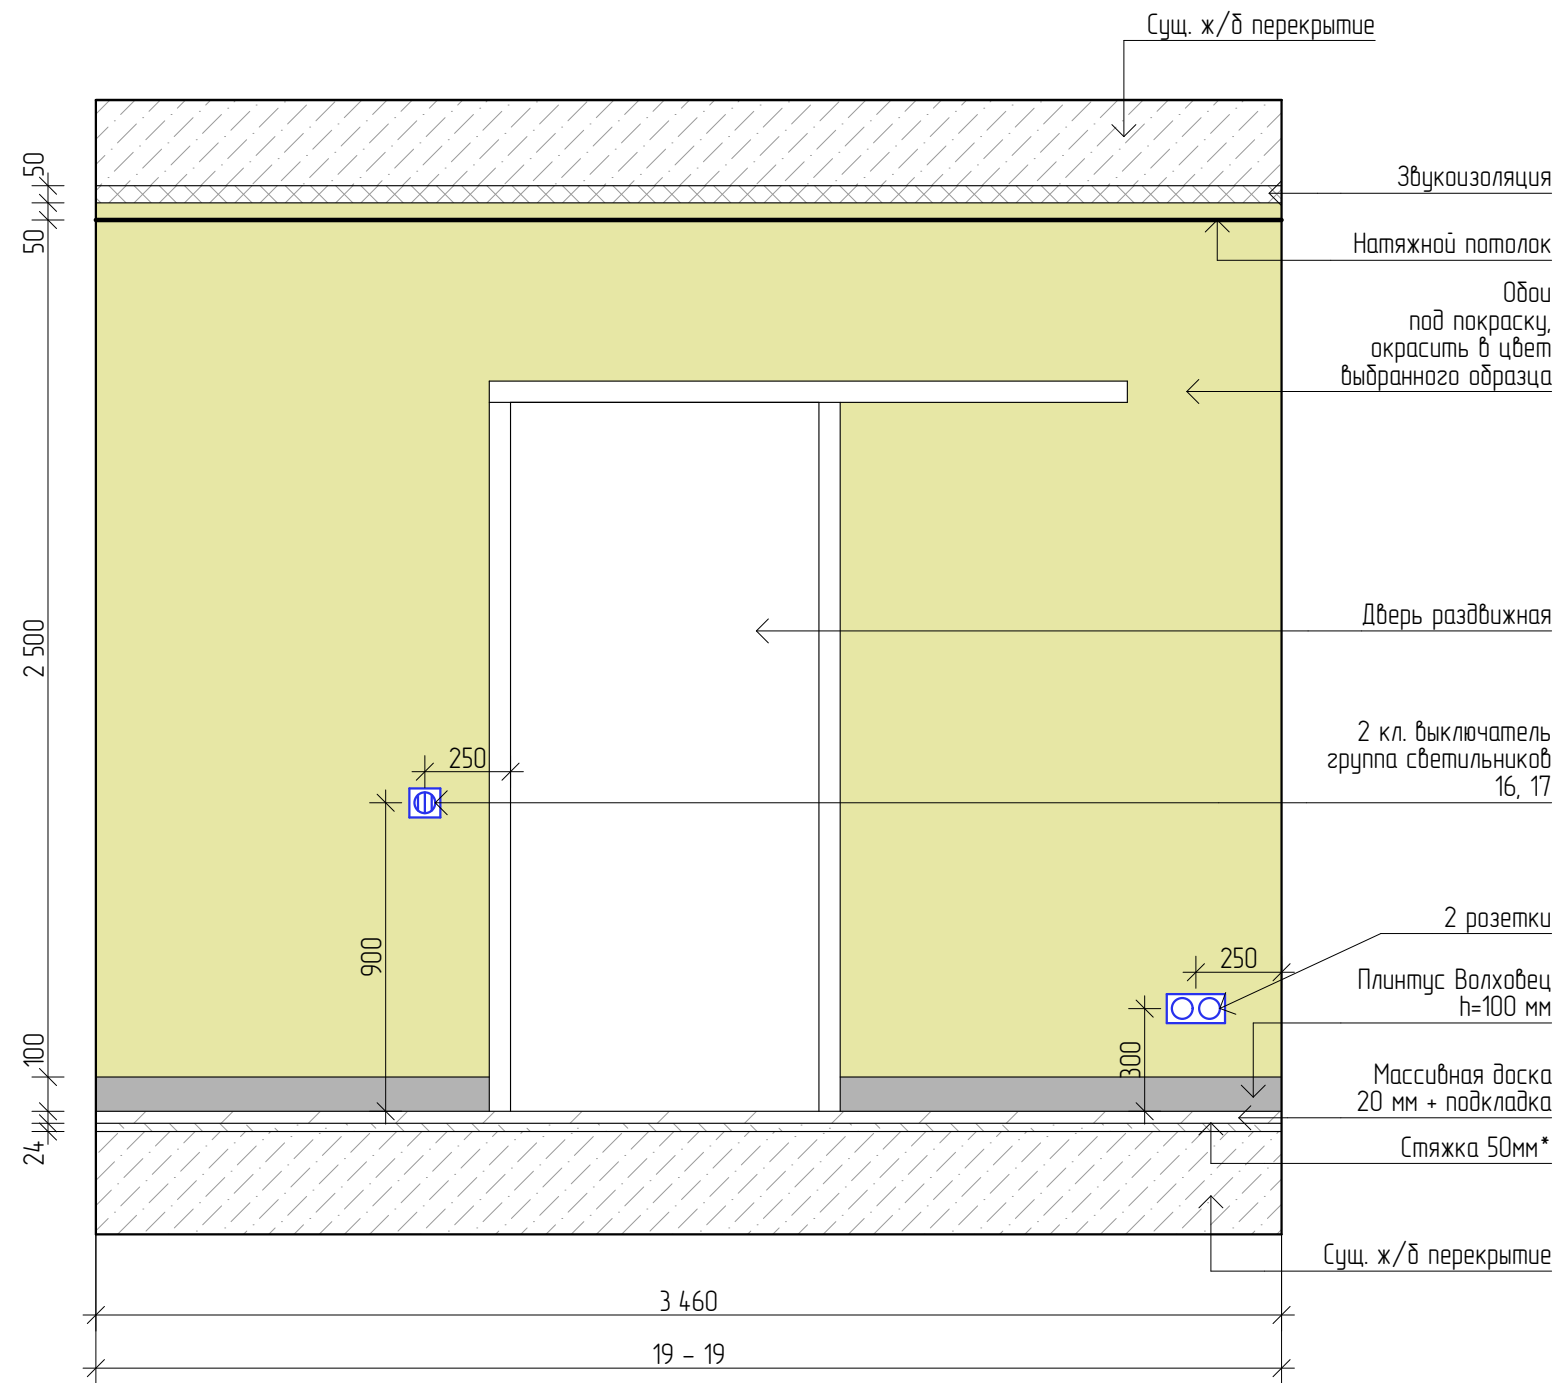 Сущ. ж/б перекрытие
50
Звукоизоляция
50
Натяжной потолок
Обои
под покраску,
окрасить в цвет
выбранного образца
2 500
Дверь раздвижная
250
2 кл. выключатель
группа светильников
16, 17
900
2 розетки
250
Плинтус Волховец
h=100 мм
300
100
Массивная доска
20 мм + подкладка
24
Стяжка 50мм*
Сущ. ж/б перекрытие
3 460
19 – 19